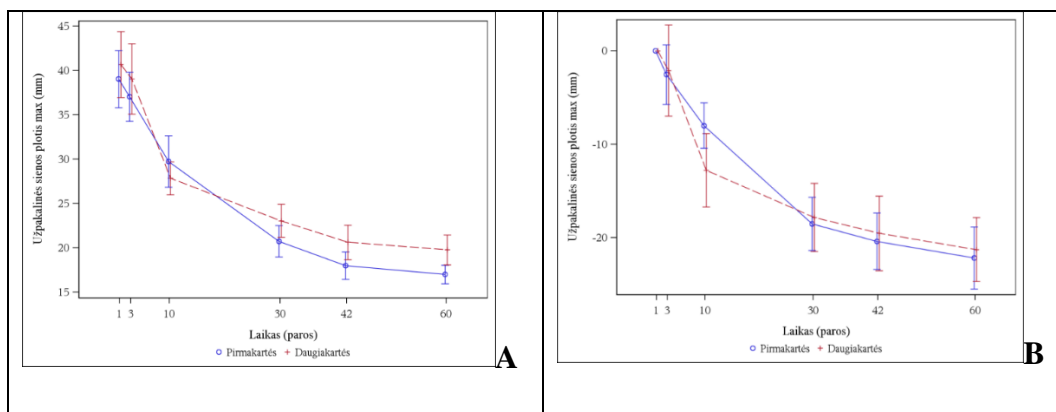 45
40
35
30
25
20
15
Užpakalinės sienos plotis max (mm)
1 3 10 30 42 60
Laikas (paros)
Pirmakartės Daugiakartės
A
0
-10
-20
Užpakalinės sienos plotis max (mm)
1 3 10 30 42 60
Laikas (paros)
Pirmakartės Daugiakartės
B